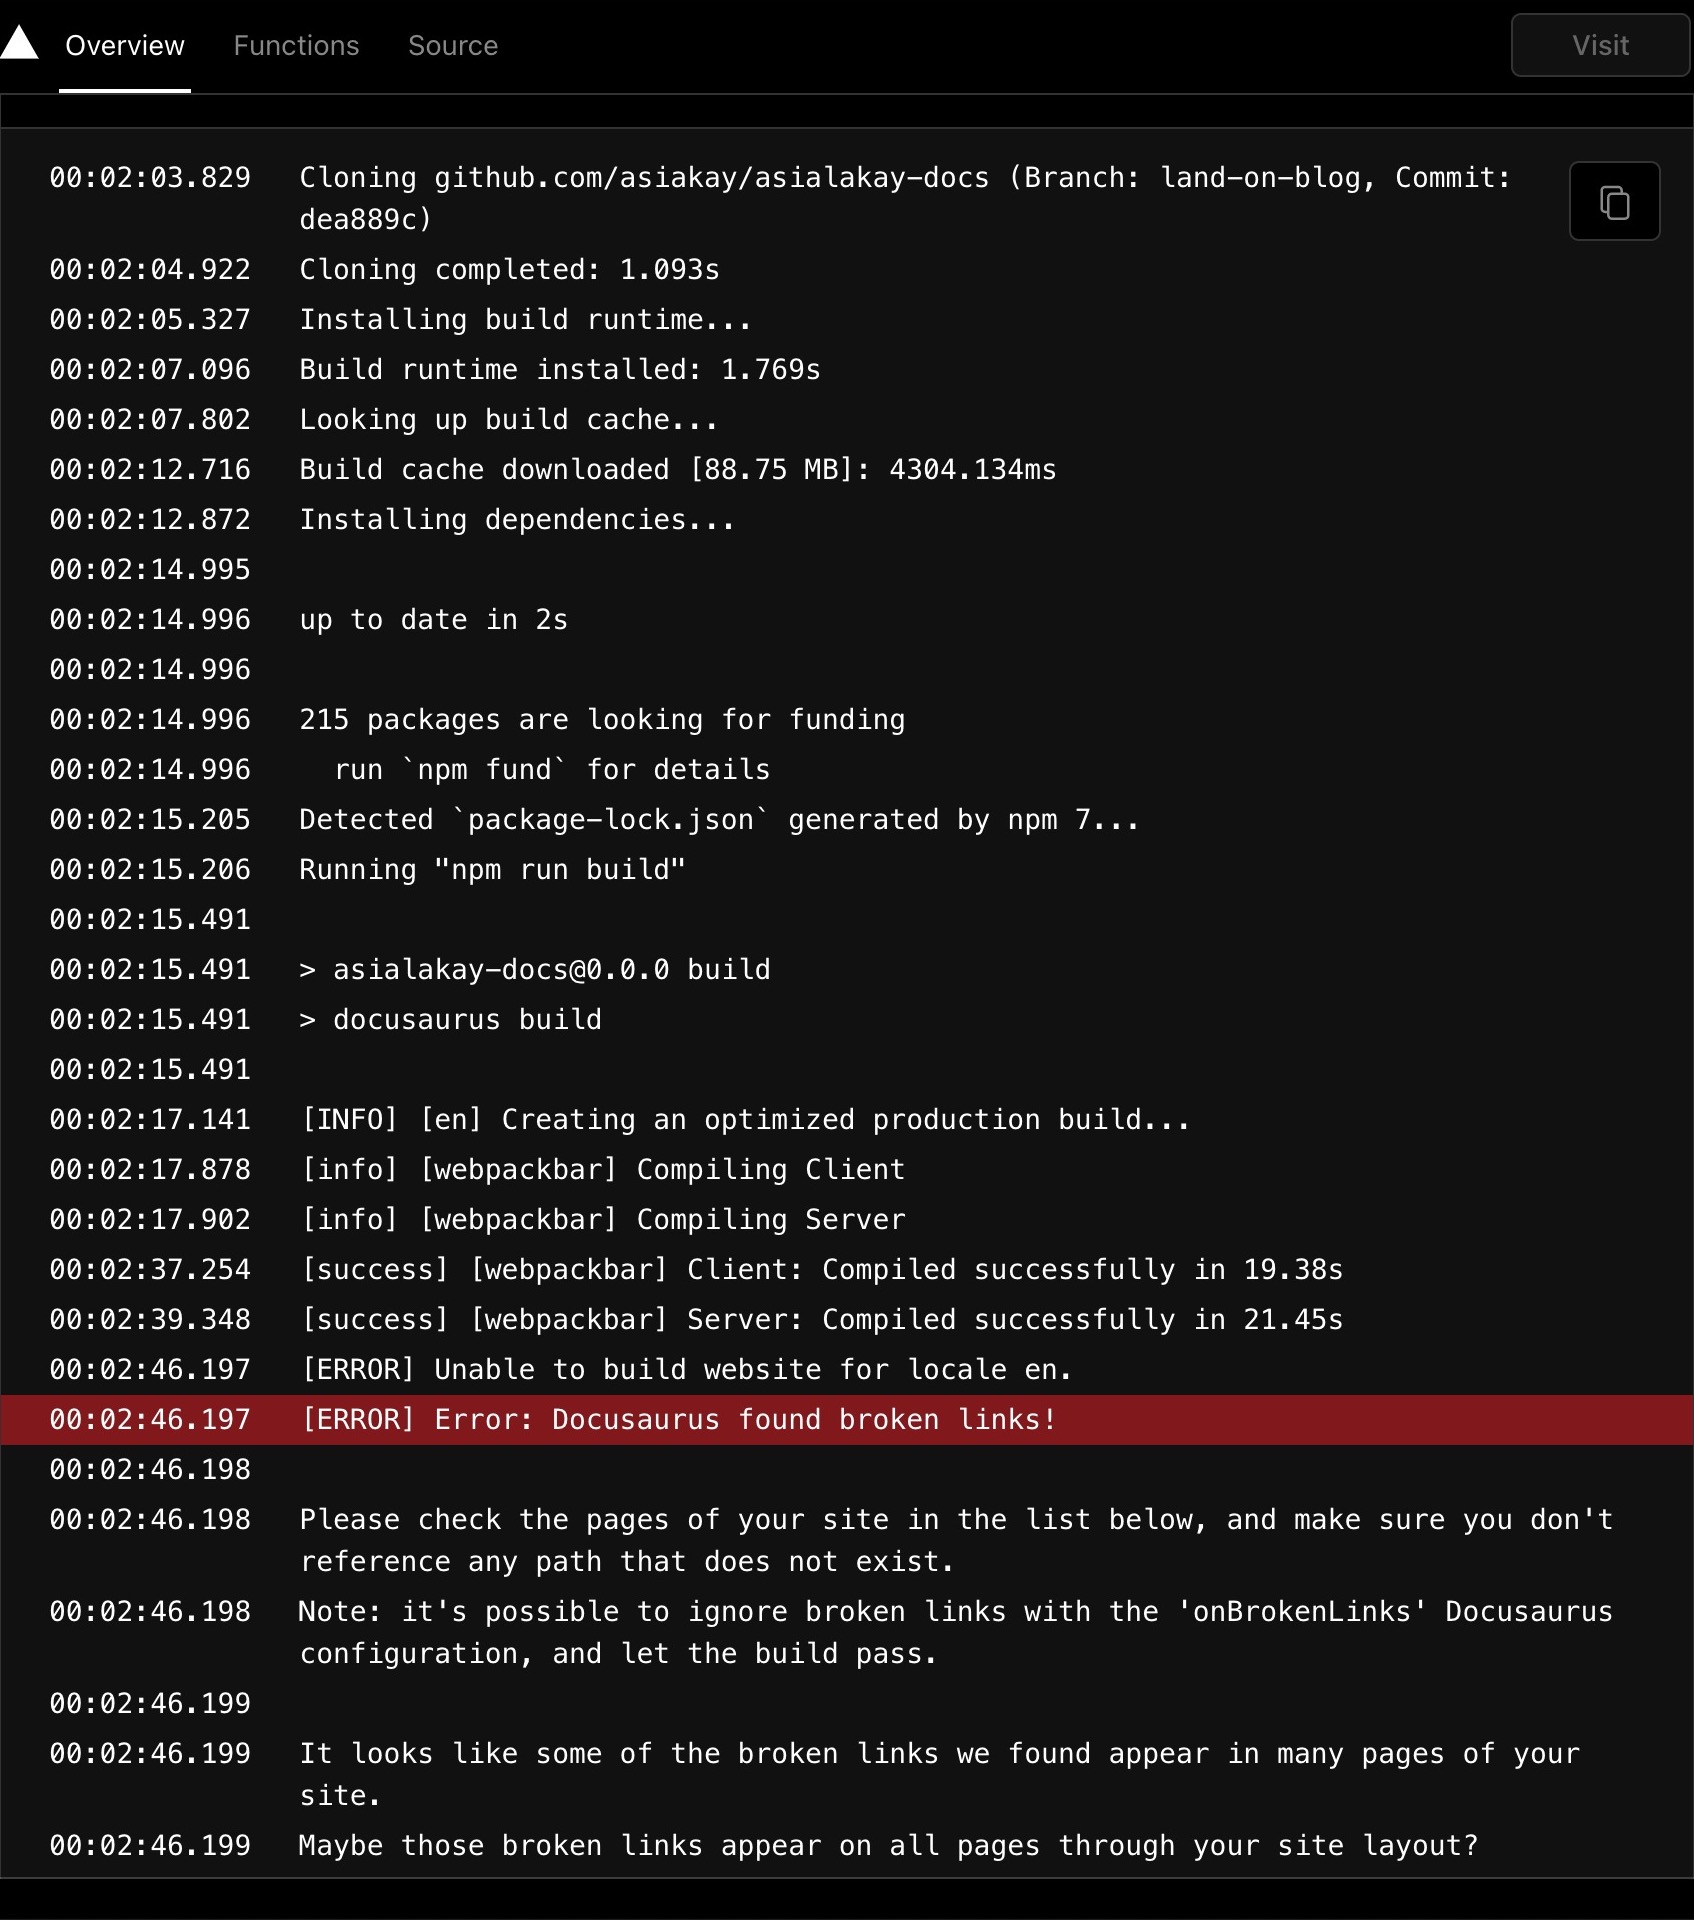 Overview Functions Source Visit
00:02:03.829 Cloning github.com/asiakay/asialakay-docs (Branch: land-on-blog, Commit:
dea889c)
00:02:04.922 Cloning completed: 1.093s
00:02:05.327 Installing build runtime...
00:02:07.096 Build runtime installed: 1.769s
00:02:07.802 Looking up build cache...
00:02:12.716 Build cache downloaded [88.75 MB]: 4304.134ms
00:02:12.872 Installing dependencies...
00:02:14.995
00:02:14.996 up to date in 2s
00:02:14.996
00:02:14.996 215 packages are looking for funding
00:02:14.996 run `npm fund` for details
00:02:15.205 Detected `package-lock.json` generated by npm 7...
00:02:15.206 Running "npm run build"
00:02:15.491
00:02:15.491 > asialakay-docs@0.0.0 build
00:02:15.491 > docusaurus build
00:02:15.491
00:02:17.141 [INFO] [en] Creating an optimized production build...
00:02:17.878 [info] [webpackbar] Compiling Client
00:02:17.902 [info] [webpackbar] Compiling Server
00:02:37.254 [success] [webpackbar] Client: Compiled successfully in 19.38s
00:02:39.348 [success] [webpackbar] Server: Compiled successfully in 21.45s
00:02:46.197 [ERROR] Unable to build website for locale en.
00:02:46.197 [ERROR] Error: Docusaurus found broken links!
00:02:46.198
00:02:46.198 Please check the pages of your site in the list below, and make sure you don't
reference any path that does not exist.
00:02:46.198 Note: it's possible to ignore broken links with the 'onBrokenLinks' Docusaurus
configuration, and let the build pass.
00:02:46.199
00:02:46.199 It looks like some of the broken links we found appear in many pages of your
site.
00:02:46.199 Maybe those broken links appear on all pages through your site layout?